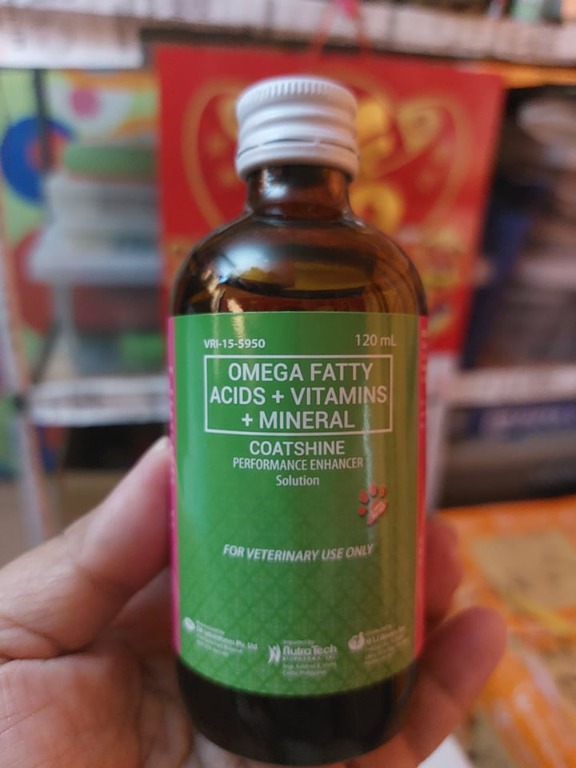 VRI-15-5950
120 mL
OMEGA FATTY
ACIDS + VITAMINS
+ MINERAL
COATSHINE
PERFORMANCE ENHANCER
Solution
FOR VETERINARY USE ONLY
NutraTech